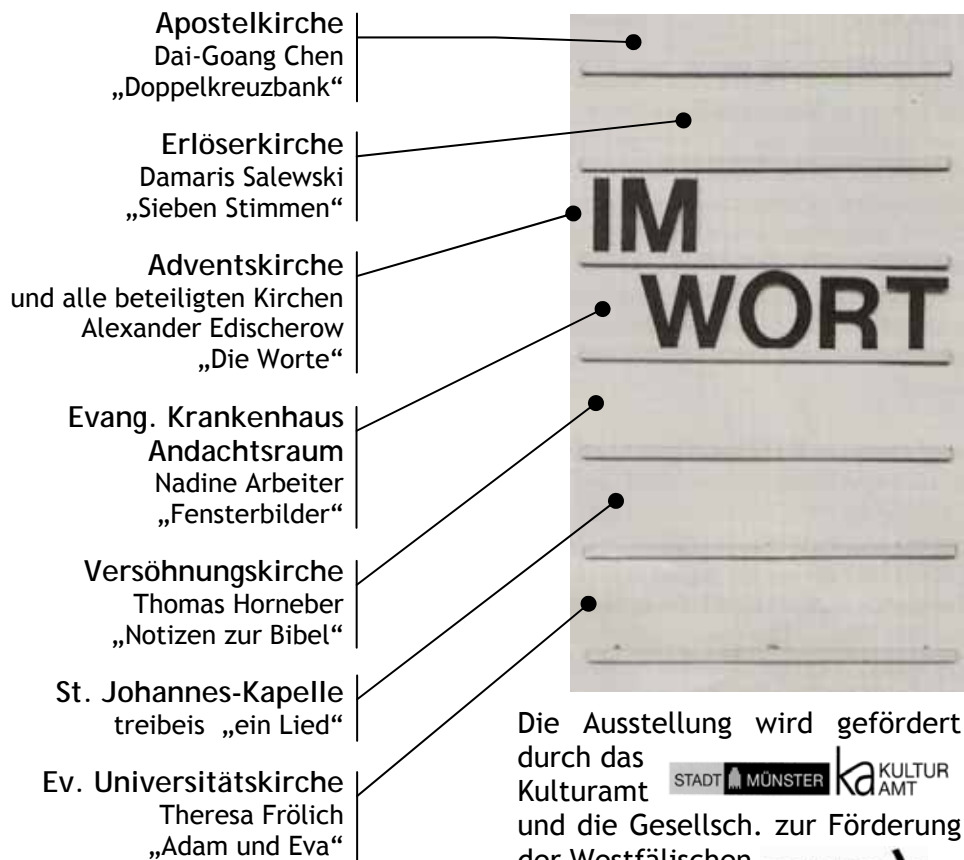 Apostelkirche
Dai-Goang Chen
„Doppelkreuzbank“
Erlöserkirche
Damaris Salewski
„Sieben Stimmen“
Adventskirche
und alle beteiligten Kirchen
Alexander Edischerow
„Die Worte“
Evang. Krankenhaus
Andachtsraum
Nadine Arbeiter
„Fensterbilder“
Versöhnungskirche
Thomas Horneber
„Notizen zur Bibel“
St. Johannes-Kapelle
treibeis „ein Lied“
Ev. Universitätskirche
Theresa Frölich
„Adam und Eva“
IM
WORT
Die Ausstellung wird gefördert
durch das
Kulturamt STADT MÜNSTER ka KULTUR AMT
und die Gesellsch. zur Förderung
der Westfälischen